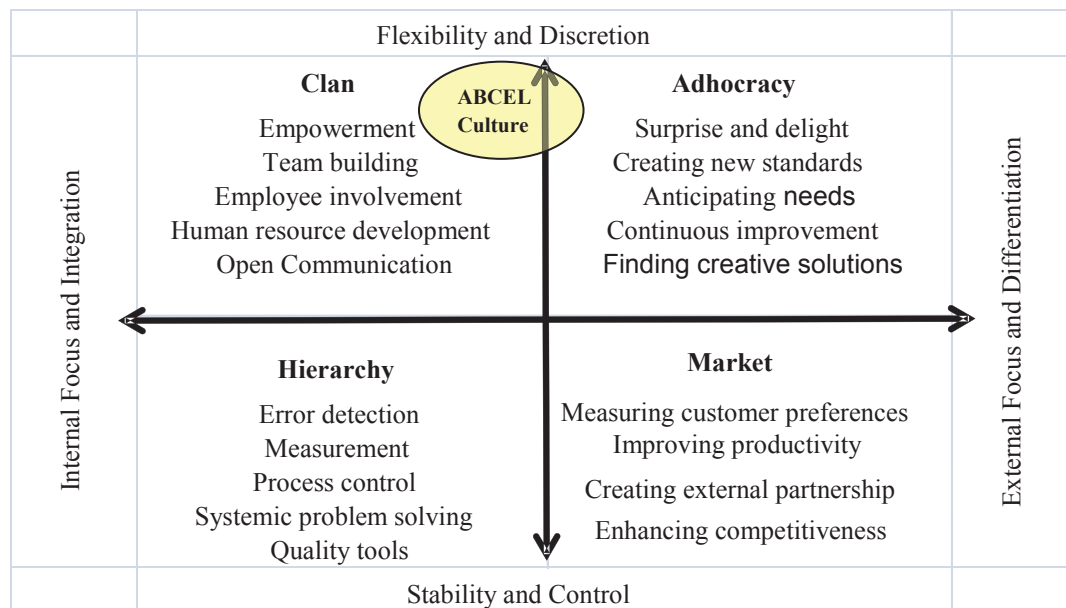 Flexibility and Discretion
Internal Focus and Integration
Clan
Empowerment
Team building
Employee involvement
Human resource development
Open Communication
ABCEL
Culture
Adhocracy
Surprise and delight
Creating new standards
Anticipating needs
Continuous improvement
Finding creative solutions
External Focus and Differentiation
Hierarchy
Error detection
Measurement
Process control
Systemic problem solving
Quality tools
Market
Measuring customer preferences
Improving productivity
Creating external partnership
Enhancing competitiveness
Stability and Control